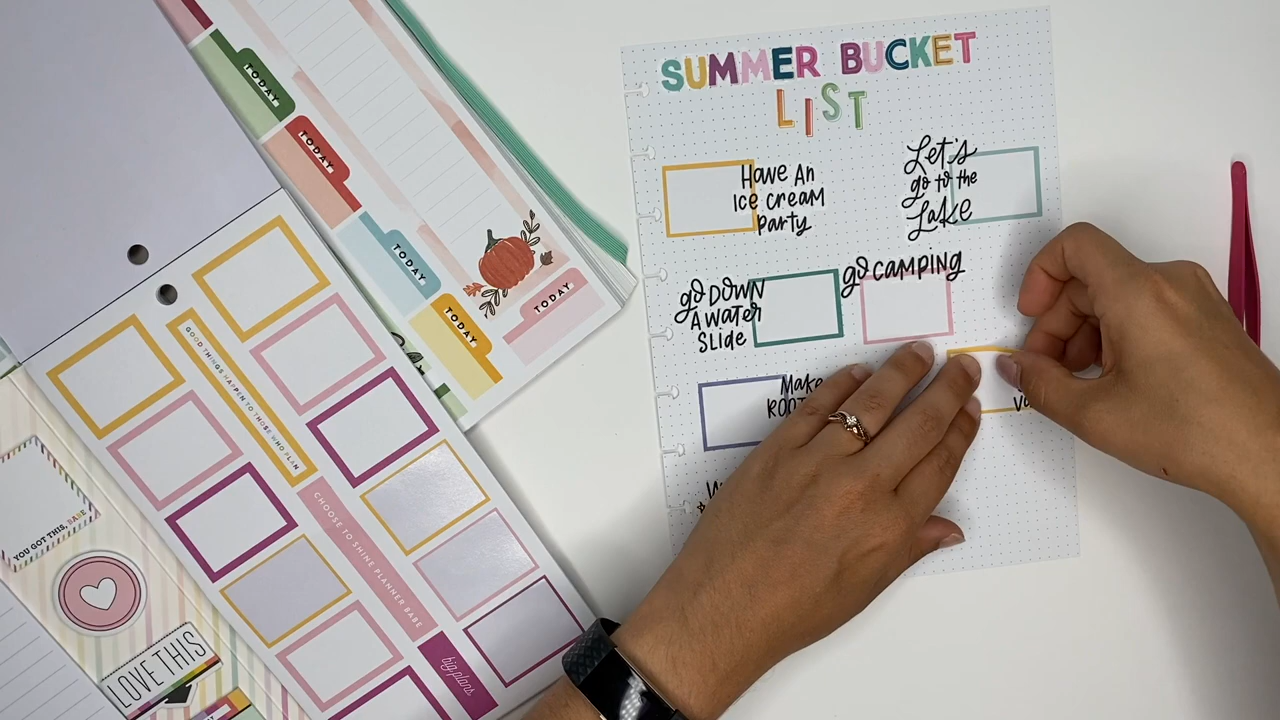 SUMMER BUCKET
LIST
Have An
Ice cream
party
Let's
go to the
Lake
go DOWN
A WATER
Slide
go CAMPING
Make
TODAY
TODAY
TODAY
TODAY
TODAY
GOOD THINGS HAPPEN TO THOSE WHO PLAN
CHOOSE TO SHINE PLANNER BABE
big plans
YOU GOT THIS, BABE
LOVE THIS